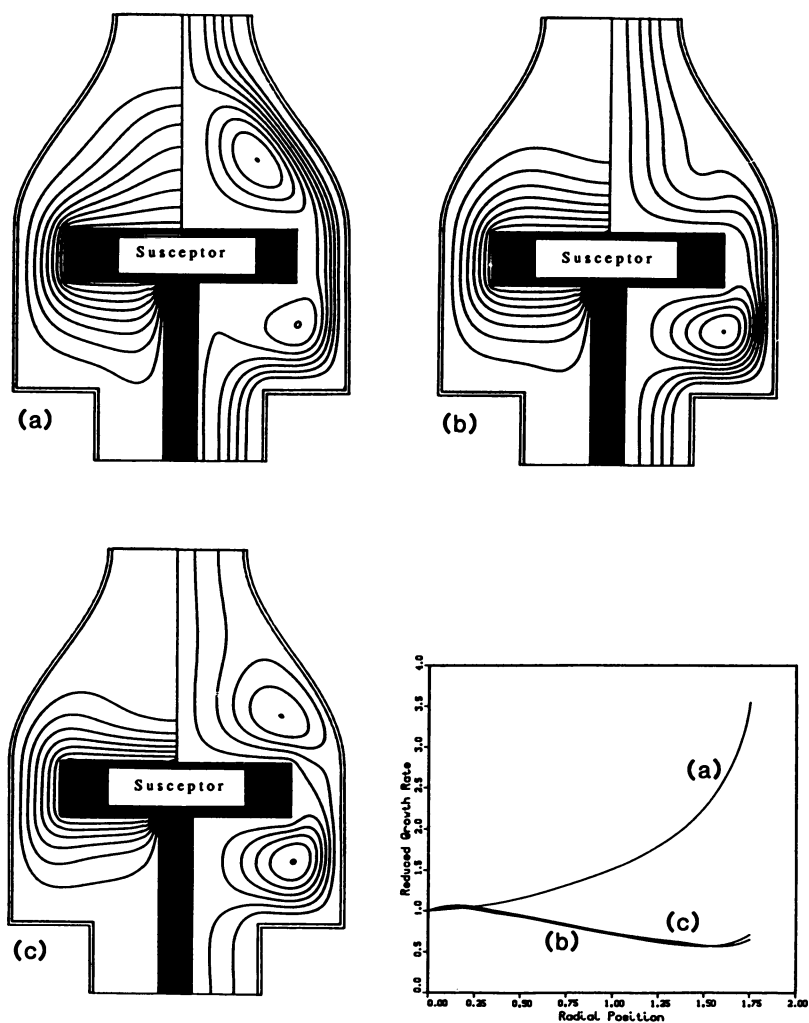 Susceptor
Susceptor
(a)
(b)
Susceptor
(c)
4.0
3.5
3.0
2.5
2.0
1.5
1.0
0.5
0.0
Reduced Growth Rate
(a)
(c)
(b)
0.00 0.25 0.50 0.75 1.00 1.25 1.50 1.75 2.00
Radial Position